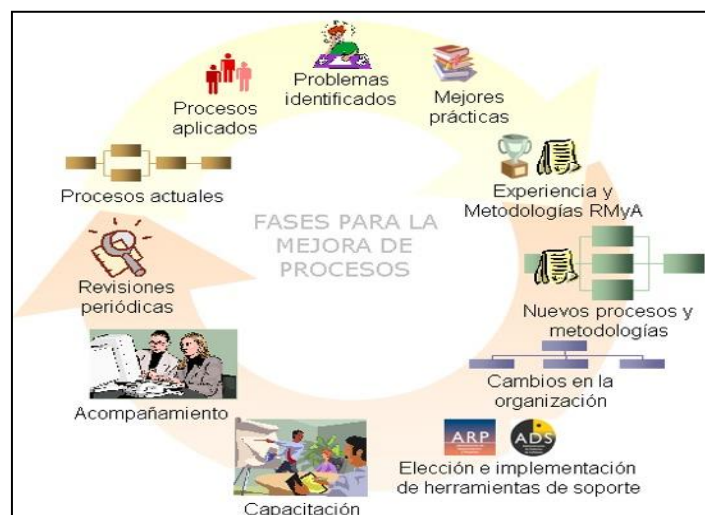 Problemas
identificados
Procesos
aplicados
Mejores
prácticas
Procesos actuales
Experiencia y
Metodologías RMyA
FASES PARA LA
MEJORA DE
PROCESOS
Revisiones
periódicas
Nuevos procesos y
metodologías
Acompañamiento
Cambios en la
organización
ARP
ADS
Elección e implementación
de herramientas de soporte
Capacitación